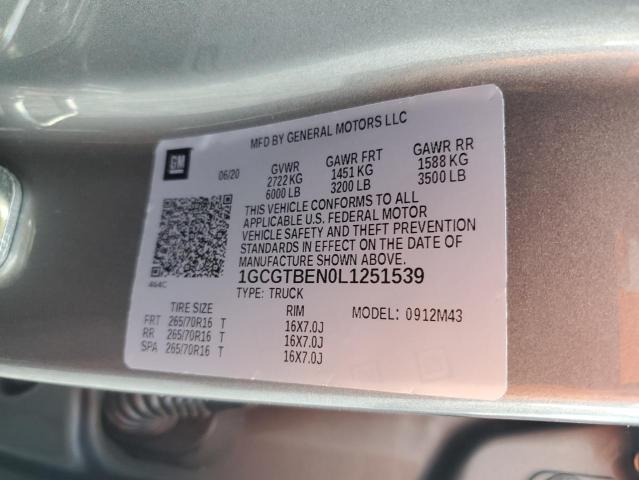 MFD BY GENERAL MOTORS LLC
GM
06/20
GVWR GAWR FRT GAWR RR
2722 KG 1451 KG 1588 KG
6000 LB 3200 LB 3500 LB
THIS VEHICLE CONFORMS TO ALL
APPLICABLE U.S. FEDERAL MOTOR
VEHICLE SAFETY AND THEFT PREVENTION
STANDARDS IN EFFECT ON THE DATE OF
MANUFACTURE SHOWN ABOVE.
464C
1GCGTBEN0L1251539
TYPE: TRUCK
TIRE SIZE RIM MODEL: 0912M43
FRT 265/70R16 T 16X7.0J
RR 265/70R16 T 16X7.0J
SPA 265/70R16 T 16X7.0J